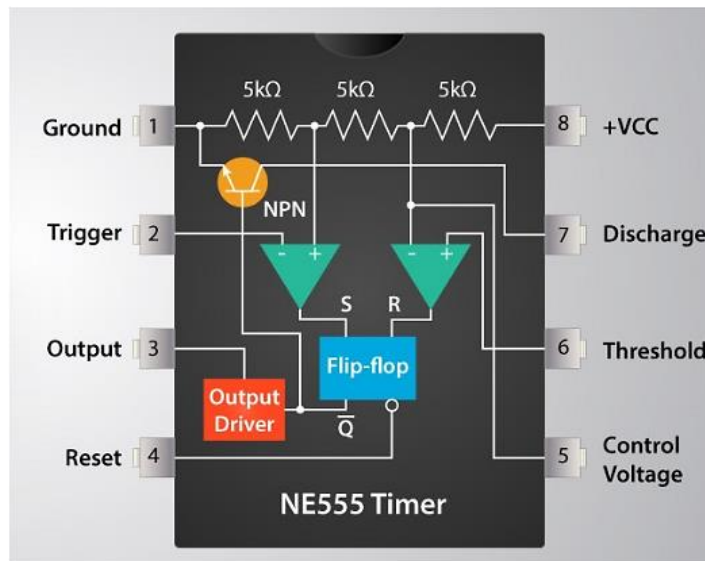 5kΩ 5kΩ 5kΩ
Ground 1 8 +VCC
NPN
Trigger 2 7 Discharge
- + - +
S R
Output 3 6 Threshold
Flip-flop
Output
Driver
Q̅
Reset 4 5 Control
Voltage
NE555 Timer